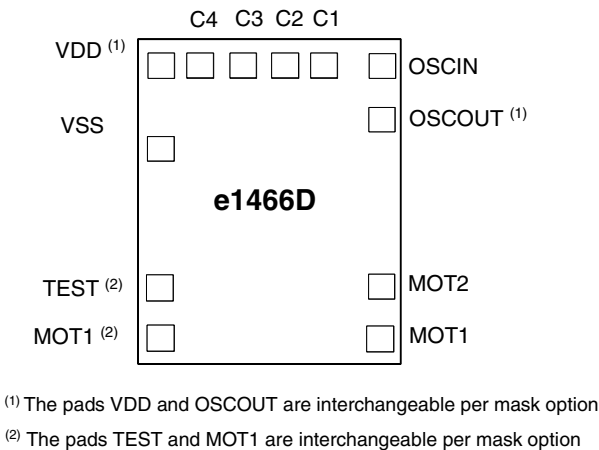 C4 C3 C2 C1
VDD (1)
OSCIN
OSCOUT (1)
VSS
e1466D
TEST (2)
MOT2
MOT1 (2)
MOT1
(1) The pads VDD and OSCOUT are interchangeable per mask option
(2) The pads TEST and MOT1 are interchangeable per mask option